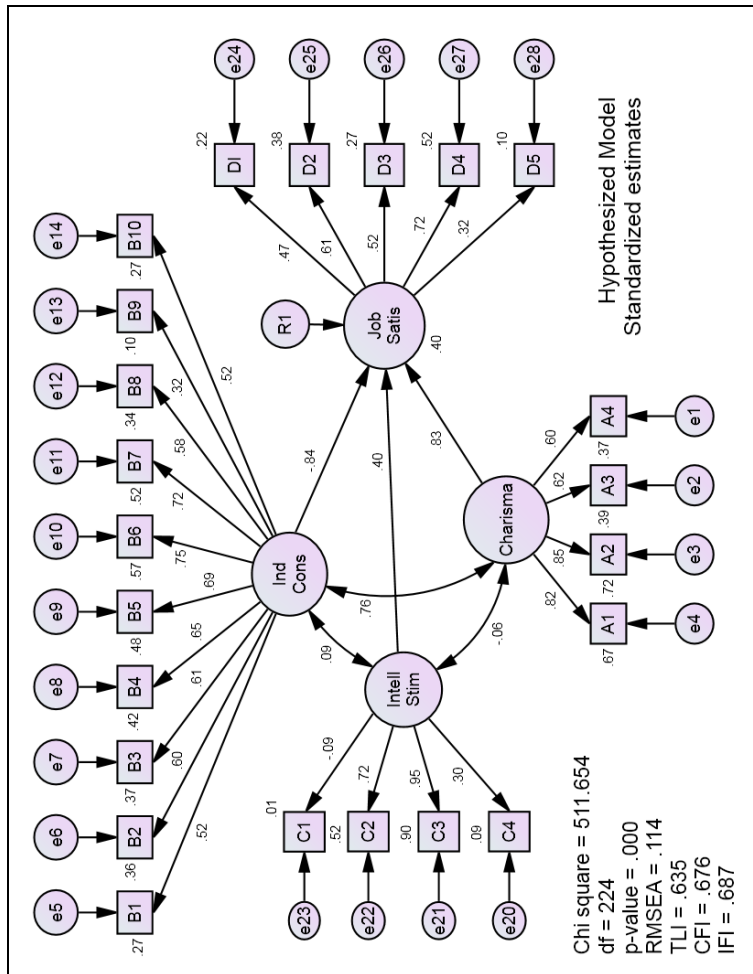 e5 e6 e7 e8 e9 e10 e11 e12 e13 e14
B1 B2 B3 B4 B5 B6 B7 B8 B9 B10
.27 .36 .37 .42 .48 .57 .52 .34 .10 .27
.52 .60 .61 .65 .69 .75 .72 .58 .32 .52
Ind
Cons
R1
-.84
.09
.76
.40
.83
-.06
Job
Satis
.40
.47 .61 .52 .72 .32
.22
D1
e24
.38
D2
e25
.27
D3
e26
.52
D4
e27
.10
D5
e28
Intell
Stim
-.09 .72 .95 .30
.01
C1
e23
.52
C2
e22
.90
C3
e21
.09
C4
e20
Charisma
.82 .85 .62 .60
A1 A2 A3 A4
.67 .72 .39 .37
e4 e3 e2 e1
Chi square = 511.654
df = 224
p-value = .000
RMSEA = .114
TLI = .635
CFI = .676
IFI = .687
Hypothesized Model
Standardized estimates